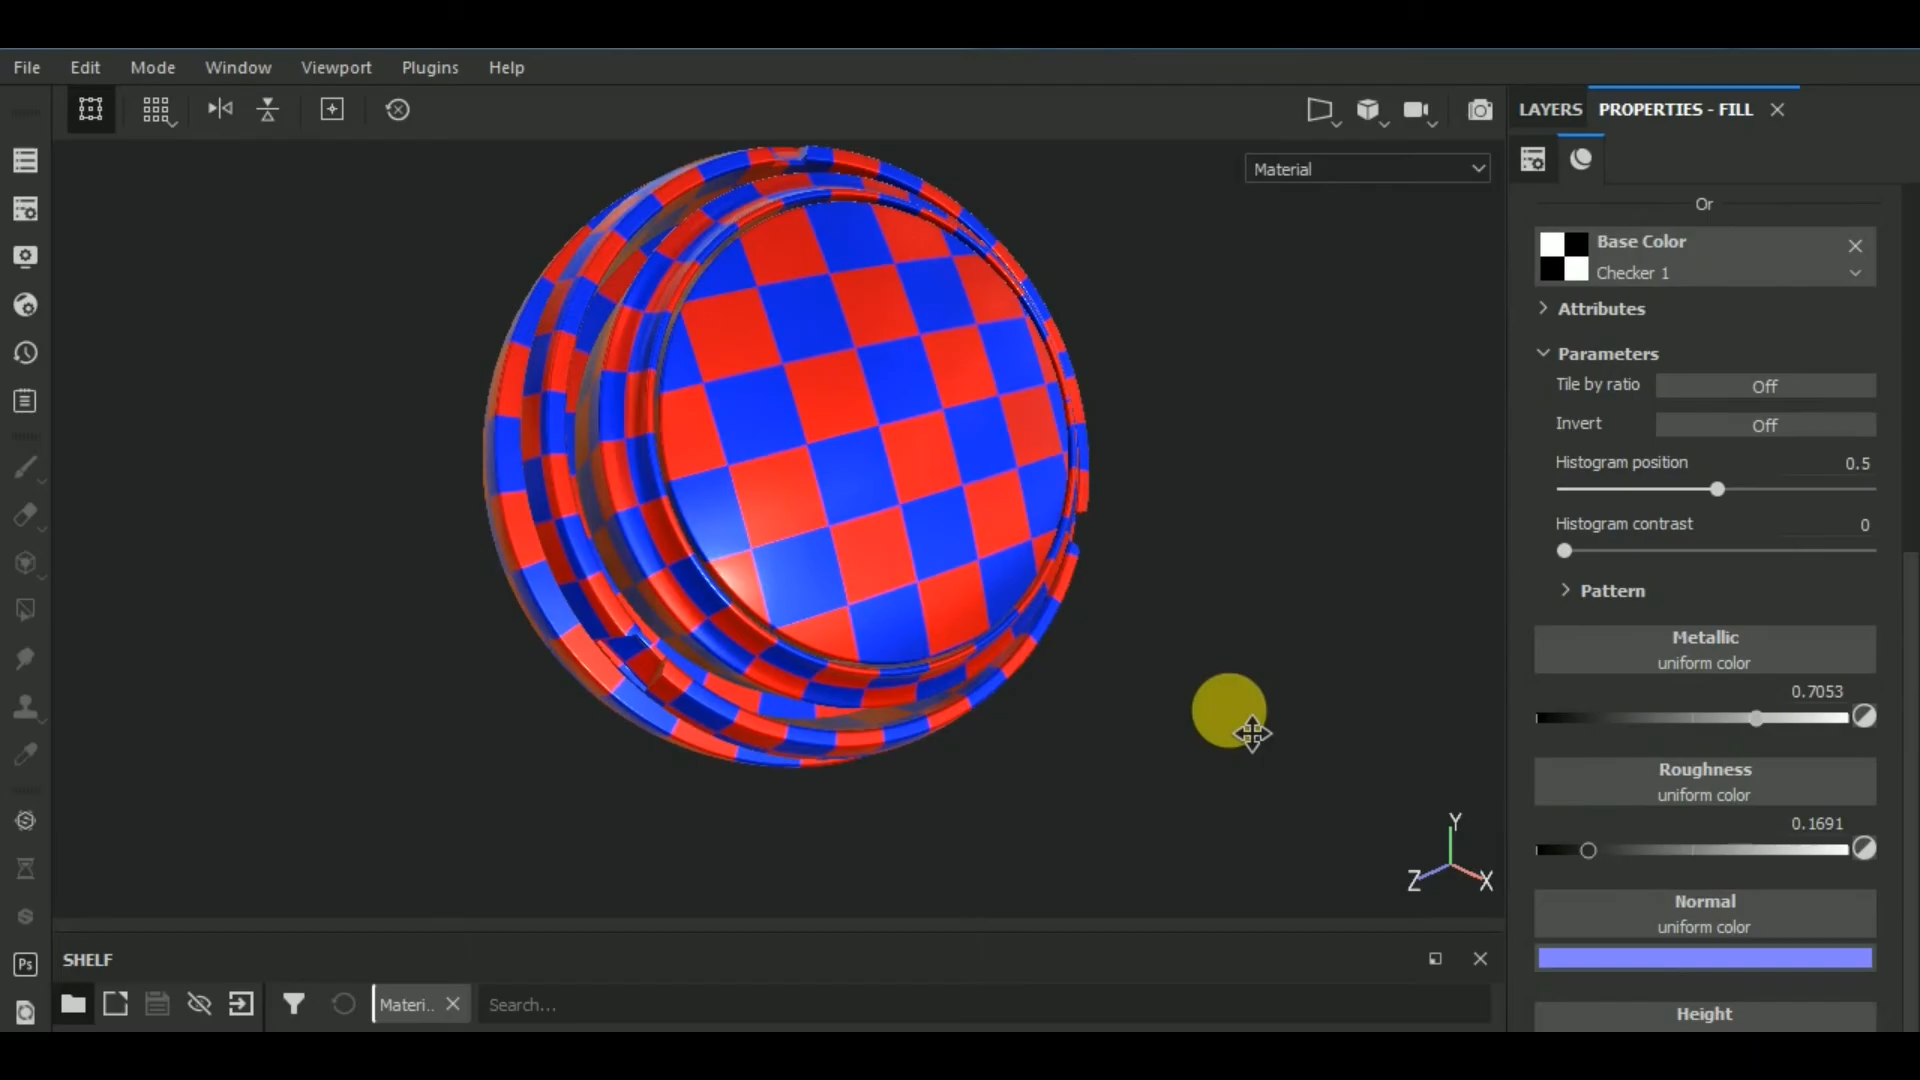 File Edit Mode Window Viewport Plugins Help
LAYERS PROPERTIES - FILL
Material
Or
Base Color
Checker 1
Attributes
Parameters
Tile by ratio Off
Invert Off
Histogram position 0.5
Histogram contrast 0
Pattern
Metallic
uniform color
0.7053
Roughness
uniform color
0.1691
Normal
uniform color
Height
Y
Z X
SHELF
Ps
Materi.. Search...